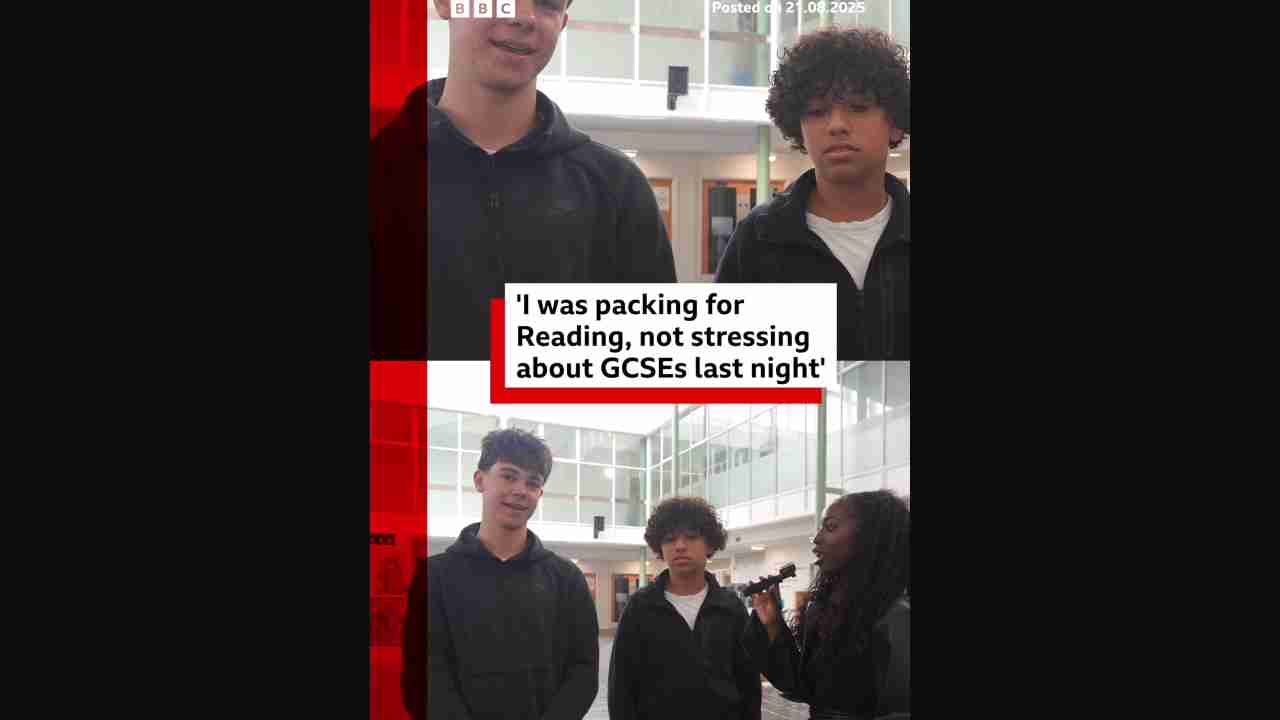 BBC
Posted on 21.08.2025
'I was packing for
Reading, not stressing
about GCSEs last night'